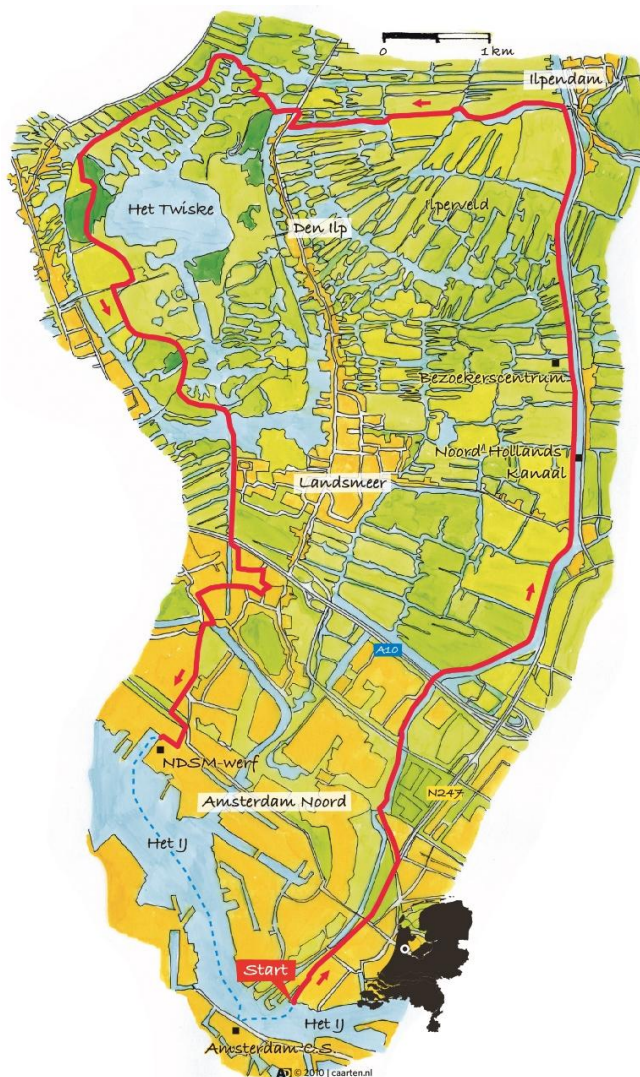 0 1 km
Ilpendam
Het Twiske
Ilperveld
Den Ilp
Bezoekerscentrum
Noord Hollands
Kanaal
Landsmeer
A10
NDSM-werf
N247
Amsterdam Noord
Het IJ
Start
Het IJ
Amsterdam C.S.
AD © 2010 | caarten.nl